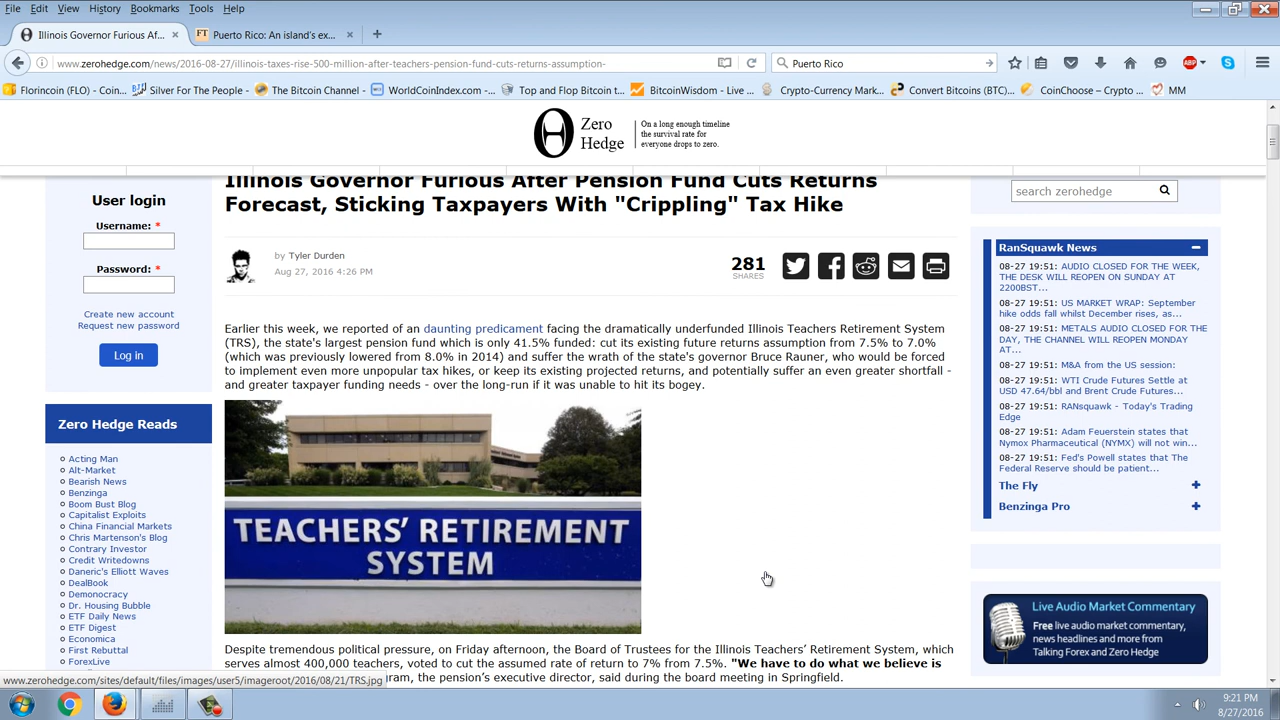 File Edit View History Bookmarks Tools Help
Illinois Governor Furious Af... × FT Puerto Rico: An island's ex... × +
www.zerohedge.com/news/2016-08-27/illinois-taxes-rise-500-million-after-teachers-pension-fund-cuts-returns-assumption-
Puerto Rico
ABP
Florincoin (FLO) - Coin... Silver For The People - ... The Bitcoin Channel - ... WorldCoinIndex.com -... Top and Flop Bitcoin t... BitcoinWisdom - Live ... Crypto-Currency Mark... Convert Bitcoins (BTC)... CoinChoose – Crypto ... MM
Zero
Hedge
On a long enough timeline
the survival rate for
everyone drops to zero.
Illinois Governor Furious After Pension Fund Cuts Returns
Forecast, Sticking Taxpayers With "Crippling" Tax Hike
by Tyler Durden
Aug 27, 2016 4:26 PM
281
SHARES
Earlier this week, we reported of an daunting predicament facing the dramatically underfunded Illinois Teachers Retirement System
(TRS), the state's largest pension fund which is only 41.5% funded: cut its existing future returns assumption from 7.5% to 7.0%
(which was previously lowered from 8.0% in 2014) and suffer the wrath of the state's governor Bruce Rauner, who would be forced
to implement even more unpopular tax hikes, or keep its existing projected returns, and potentially suffer an even greater shortfall -
and greater taxpayer funding needs - over the long-run if it was unable to hit its bogey.
TEACHERS' RETIREMENT
SYSTEM
Despite tremendous political pressure, on Friday afternoon, the Board of Trustees for the Illinois Teachers' Retirement System, which
serves almost 400,000 teachers, voted to cut the assumed rate of return to 7% from 7.5%. "We have to do what we believe is
ram, the pension's executive director, said during the board meeting in Springfield.
User login
Username: *
Password: *
Create new account
Request new password
Log in
Zero Hedge Reads
Acting Man
Alt-Market
Bearish News
Benzinga
Boom Bust Blog
Capitalist Exploits
China Financial Markets
Chris Martenson's Blog
Contrary Investor
Credit Writedowns
Daneric's Elliott Waves
DealBook
Demonocracy
Dr. Housing Bubble
ETF Daily News
ETF Digest
Economica
First Rebuttal
ForexLive
search zerohedge
RanSquawk News
08-27 19:51: AUDIO CLOSED FOR THE WEEK,
THE DESK WILL REOPEN ON SUNDAY AT
2200BST...
08-27 19:51: US MARKET WRAP: September
hike odds fall whilst December rises, as...
08-27 19:51: METALS AUDIO CLOSED FOR THE
DAY, THE CHANNEL WILL REOPEN MONDAY
AT...
08-27 19:51: M&A from the US session:
08-27 19:51: WTI Crude Futures Settle at
USD 47.64/bbl and Brent Crude Futures...
08-27 19:51: RANsquawk - Today's Trading
Edge
08-27 19:51: Adam Feuerstein states that
Nymox Pharmaceutical (NYMX) will not win...
08-27 19:51: Fed's Powell states that The
Federal Reserve should be patient...
The Fly
Benzinga Pro
Live Audio Market Commentary
Free live audio market commentary,
news headlines and more from
Talking Forex and Zero Hedge
www.zerohedge.com/sites/default/files/images/user5/imageroot/2016/08/21/TRS.jpg
9:21 PM
8/27/2016